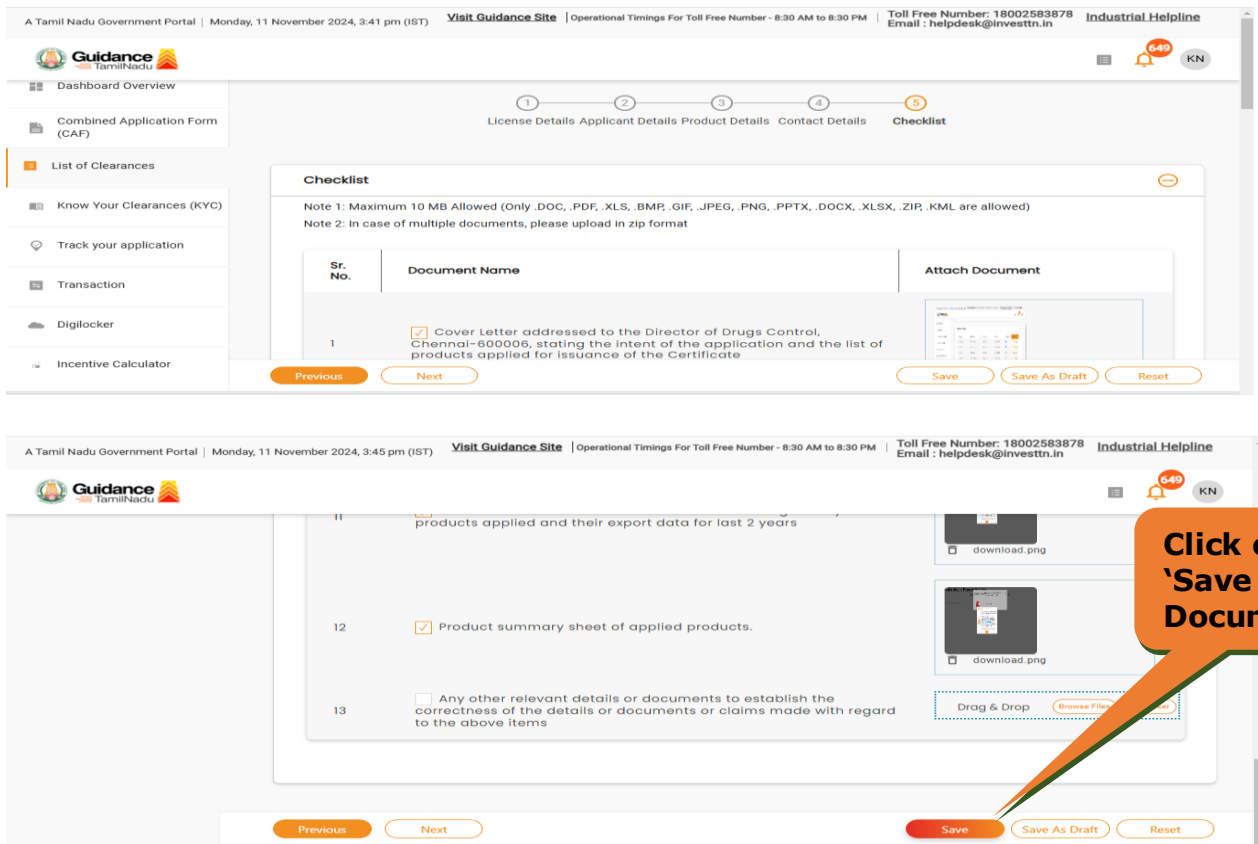 A Tamil Nadu Government Portal | Monday, 11 November 2024, 3:41 pm (IST) Visit Guidance Site | Operational Timings For Toll Free Number - 8:30 AM to 8:30 PM | Toll Free Number: 18002583878 Industrial Helpline
Email : helpdesk@investtn.in
Guidance
TamilNadu
649
KN
Dashboard Overview
Combined Application Form
(CAF)
List of Clearances
Know Your Clearances (KYC)
Track your application
Transaction
Digilocker
Incentive Calculator
1 2 3 4 5
License Details Applicant Details Product Details Contact Details Checklist
Checklist
Note 1: Maximum 10 MB Allowed (Only .DOC, .PDF, .XLS, .BMP, .GIF, .JPEG, .PNG, .PPTX, .DOCX, .XLSX, .ZIP, .KML are allowed)
Note 2: In case of multiple documents, please upload in zip format
Sr.
No.
Document Name
Attach Document
1
Cover Letter addressed to the Director of Drugs Control,
Chennai-600006, stating the intent of the application and the list of
products applied for issuance of the Certificate
Previous Next Save Save As Draft Reset
A Tamil Nadu Government Portal | Monday, 11 November 2024, 3:45 pm (IST) Visit Guidance Site | Operational Timings For Toll Free Number - 8:30 AM to 8:30 PM | Toll Free Number: 18002583878 Industrial Helpline
Email : helpdesk@investtn.in
Guidance
TamilNadu
649
KN
11
products applied and their export data for last 2 years
download.png
Click
'Save
12
Product summary sheet of applied products.
download.png
13
Any other relevant details or documents to establish the
correctness of the details or documents or claims made with regard
to the above items
Drag & Drop Browse Files
Previous Next Save Save As Draft Reset